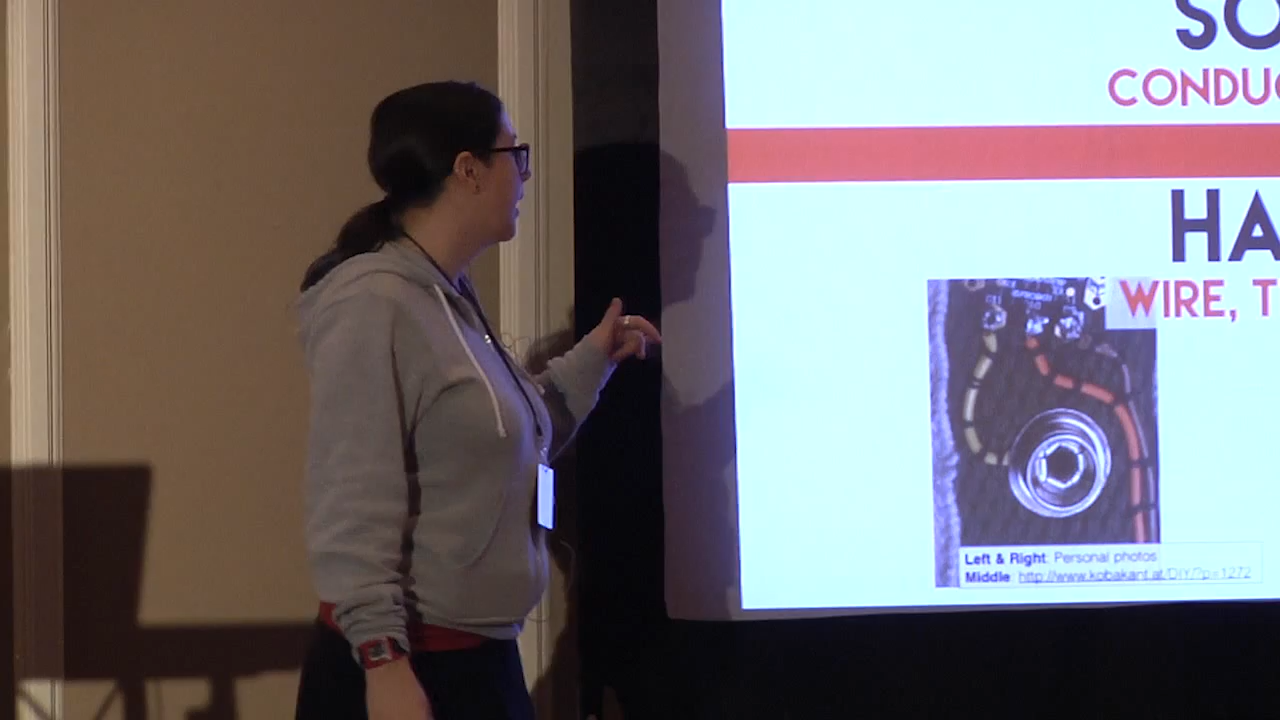 SO
CONDUC
HA
WIRE, T
Left & Right: Personal photos
Middle: http://www.kobakant.at/DIY/?p=1272